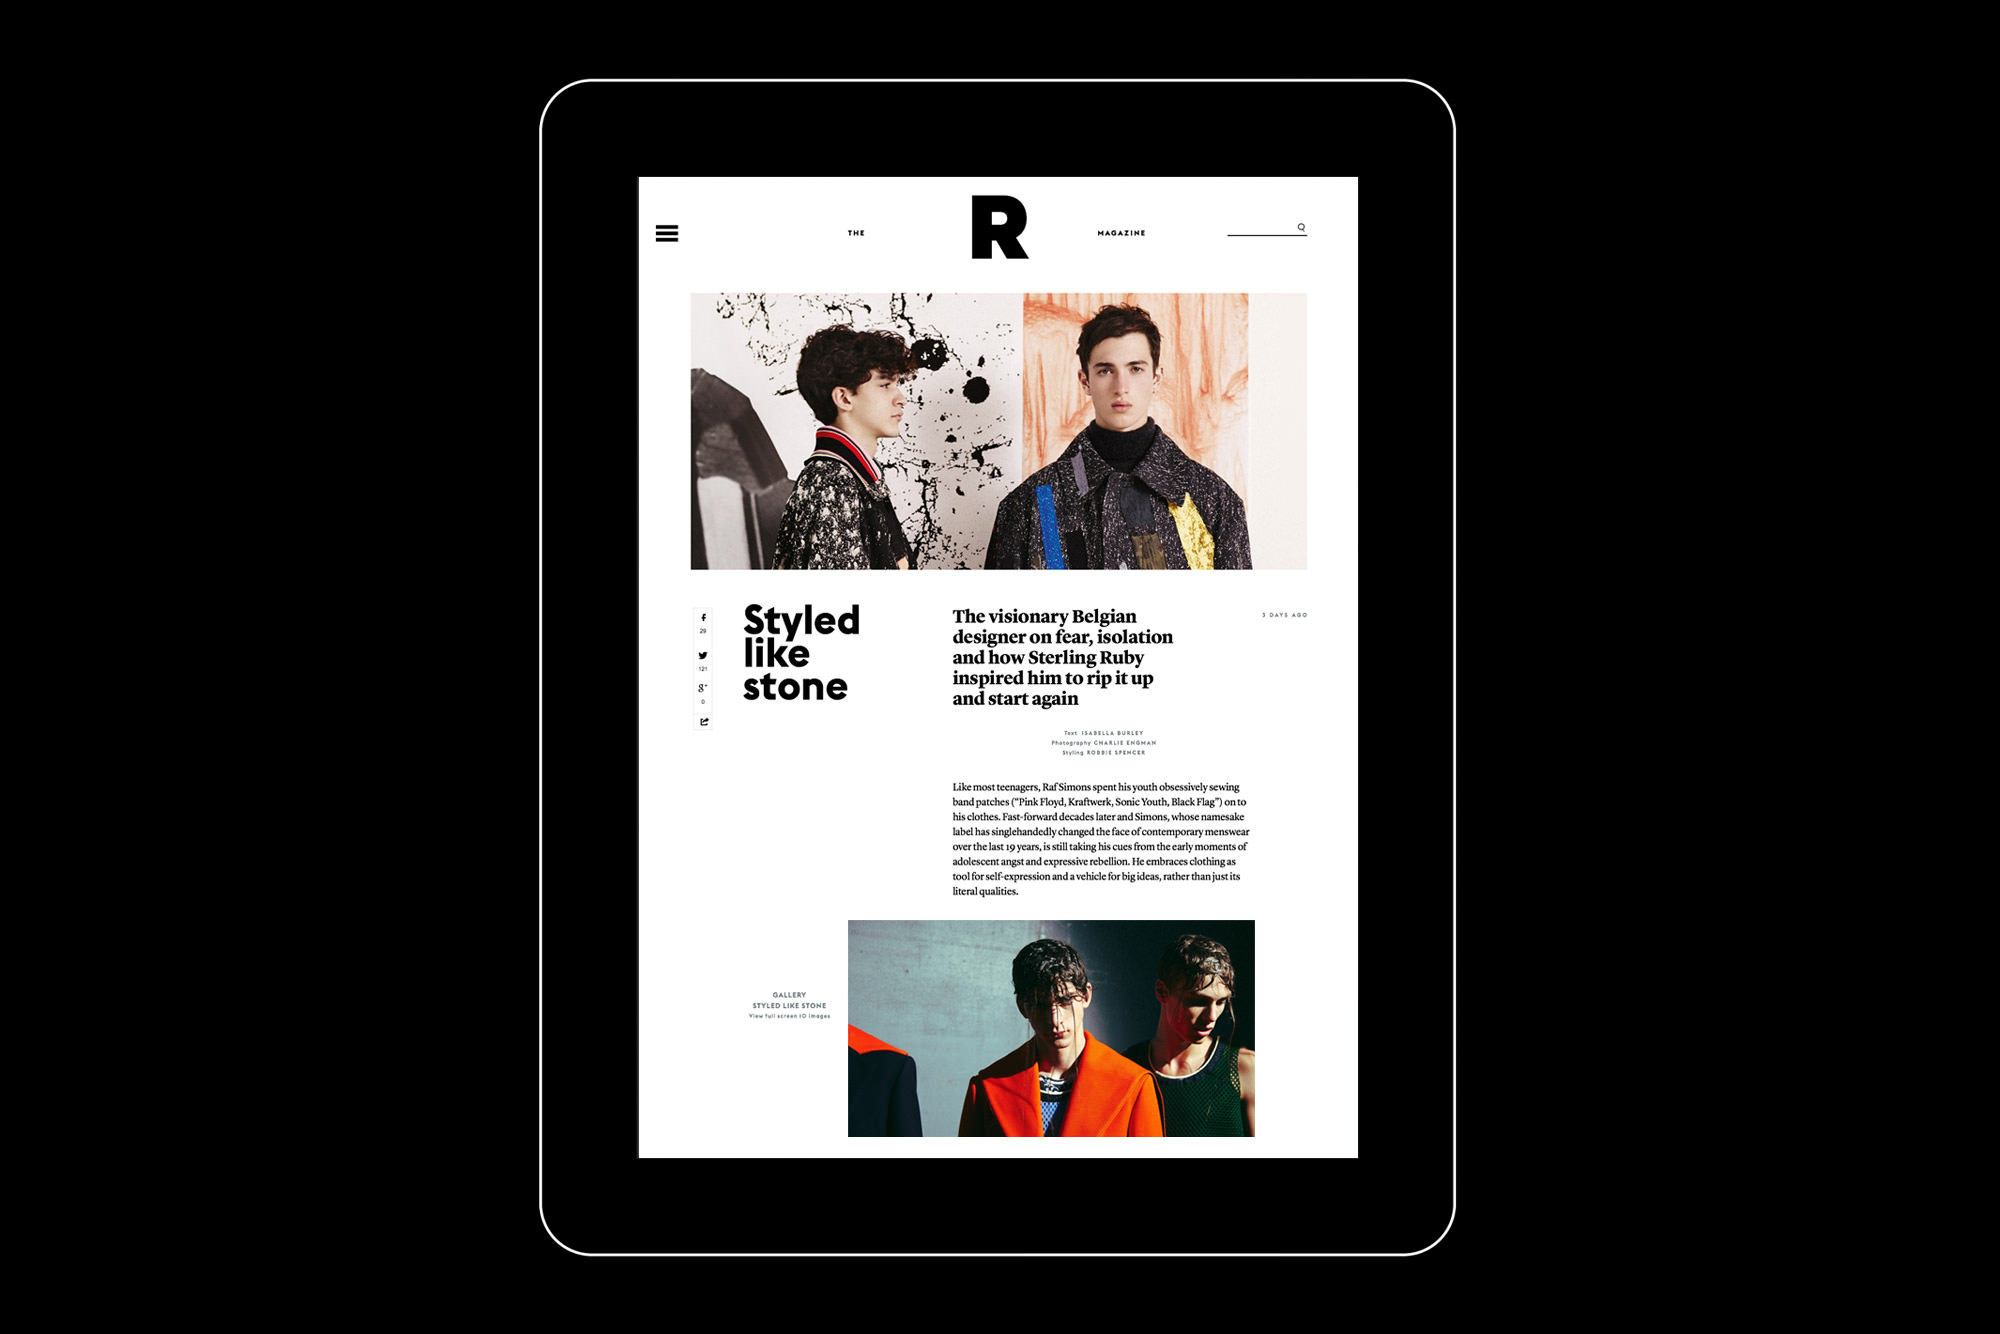 THE R MAGAZINE
Styled
like
stone
29
121
g+
0
The visionary Belgian
designer on fear, isolation
and how Sterling Ruby
inspired him to rip it up
and start again
3 DAYS AGO
Text ISABELLA BURLEY
Photography CHARLIE ENGMAN
Styling ROBBIE SPENCER
Like most teenagers, Raf Simons spent his youth obsessively sewing
band patches (“Pink Floyd, Kraftwerk, Sonic Youth, Black Flag”) on to
his clothes. Fast-forward decades later and Simons, whose namesake
label has singlehandedly changed the face of contemporary menswear
over the last 19 years, is still taking his cues from the early moments of
adolescent angst and expressive rebellion. He embraces clothing as
tool for self-expression and a vehicle for big ideas, rather than just its
literal qualities.
GALLERY
STYLED LIKE STONE
View full screen 10 images